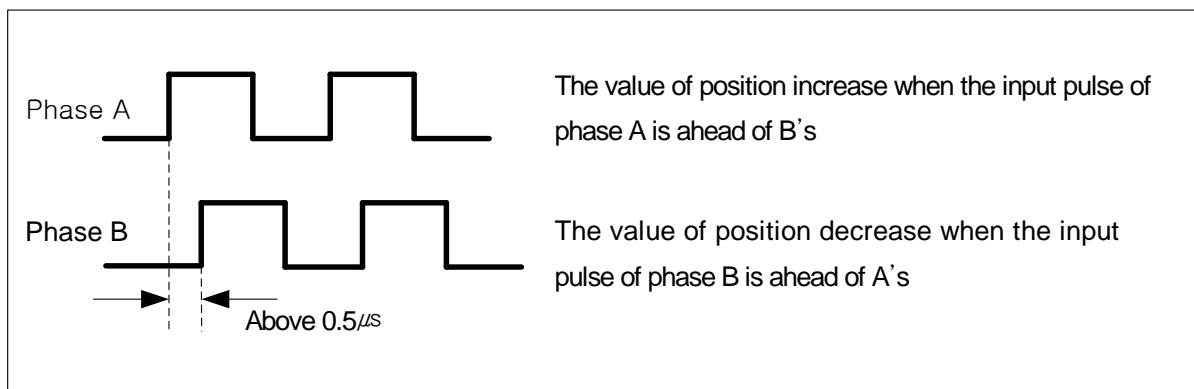 Phase A
The value of position increase when the input pulse of
phase A is ahead of B's
Phase B
The value of position decrease when the input
pulse of phase B is ahead of A's
Above 0.5㎲